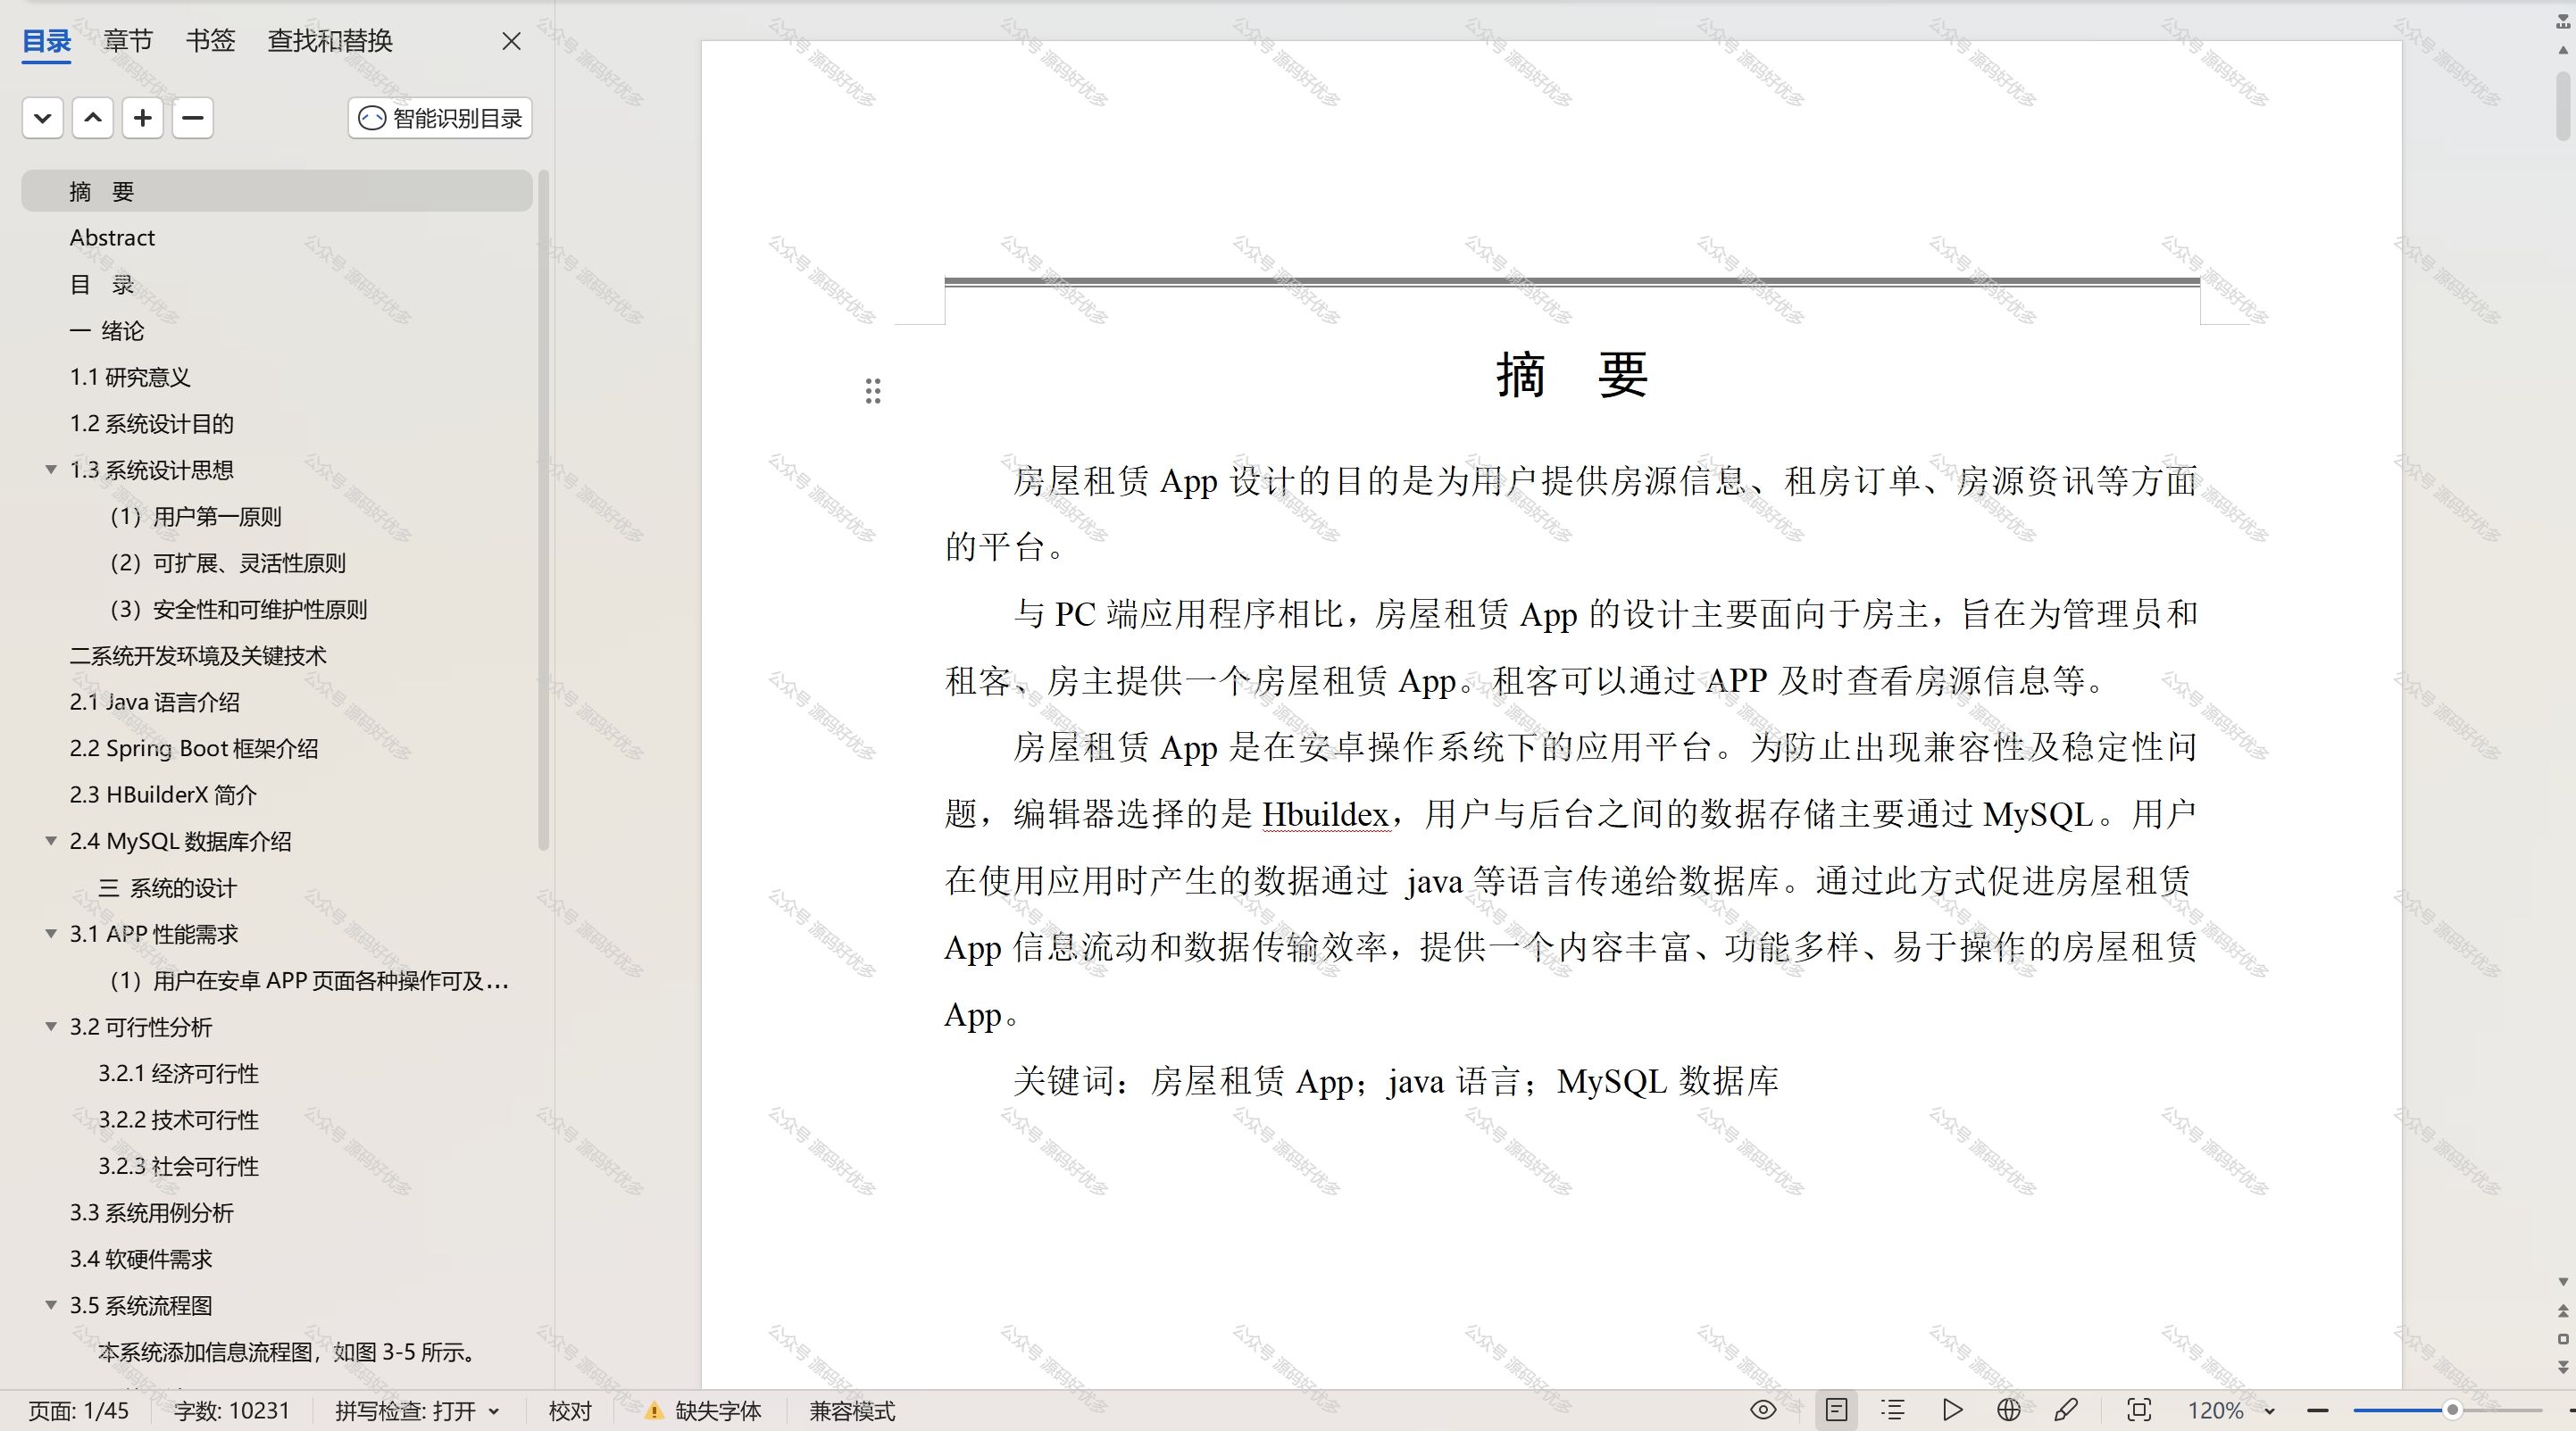 目录 章节 书签 查找和替换
智能识别目录
摘 要
Abstract
目 录
一 绪论
1.1 研究意义
1.2 系统设计目的
1.3 系统设计思想
（1）用户第一原则
（2）可扩展、灵活性原则
（3）安全性和可维护性原则
二系统开发环境及关键技术
2.1 Java 语言介绍
2.2 Spring Boot 框架介绍
2.3 HBuilderX 简介
2.4 MySQL 数据库介绍
三 系统的设计
3.1 APP 性能需求
（1）用户在安卓 APP 页面各种操作可及…
3.2 可行性分析
3.2.1 经济可行性
3.2.2 技术可行性
3.2.3 社会可行性
3.3 系统用例分析
3.4 软硬件需求
3.5 系统流程图
本系统添加信息流程图，如图 3-5 所示。
摘 要
房屋租赁 App 设计的目的是为用户提供房源信息、租房订单、房源资讯等方面
的平台。
与 PC 端应用程序相比，房屋租赁 App 的设计主要面向于房主，旨在为管理员和
租客、房主提供一个房屋租赁 App。租客可以通过 APP 及时查看房源信息等。
房屋租赁 App 是在安卓操作系统下的应用平台。为防止出现兼容性及稳定性问
题，编辑器选择的是 Hbuildex，用户与后台之间的数据存储主要通过 MySQL。用户
在使用应用时产生的数据通过 java 等语言传递给数据库。通过此方式促进房屋租赁
App 信息流动和数据传输效率，提供一个内容丰富、功能多样、易于操作的房屋租赁
App。
关键词：房屋租赁 App；java 语言；MySQL 数据库
页面: 1/45 字数: 10231 拼写检查: 打开 校对 缺失字体 兼容模式 120%
公众号 源码好优多